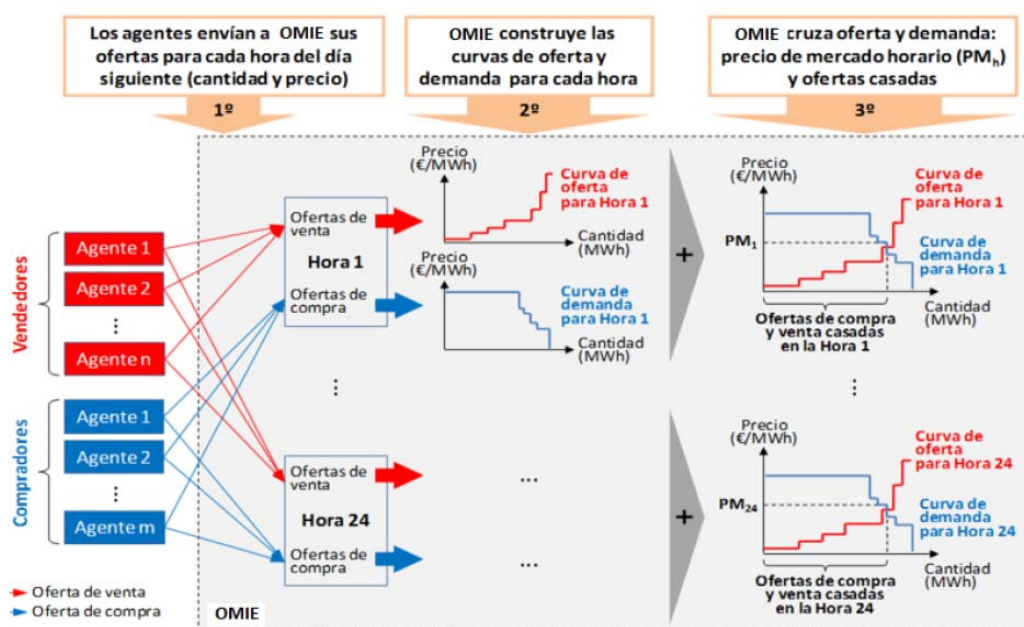 Los agentes envían a OMIE sus
ofertas para cada hora del día
siguiente (cantidad y precio)
1º
OMIE construye las
curvas de oferta y
demanda para cada hora
2º
OMIE cruza oferta y demanda:
precio de mercado horario (PMh)
y ofertas casadas
3º
Vendedores
Agente 1
Agente 2
⋮
Agente n
Compradores
Agente 1
Agente 2
⋮
Agente m
Oferta de venta
Oferta de compra
OMIE
Ofertas de
venta
Hora 1
Ofertas de
compra
Precio
(€/MWh)
Curva de
oferta
para Hora 1
Cantidad
(MWh)
Precio
(€/MWh)
Curva de
demanda
para Hora 1
Cantidad
(MWh)
+
Precio
(€/MWh)
Curva de
oferta
para Hora 1
PM1
Curva de
demanda
para Hora 1
Cantidad
(MWh)
Ofertas de compra
y venta casadas
en la Hora 1
⋮
⋮
Ofertas de
venta
Hora 24
Ofertas de
compra
...
...
+
Precio
(€/MWh)
Curva de
oferta
para Hora 24
PM24
Curva de
demanda
para Hora 24
Cantidad
(MWh)
Ofertas de compra
y venta casadas
en la Hora 24